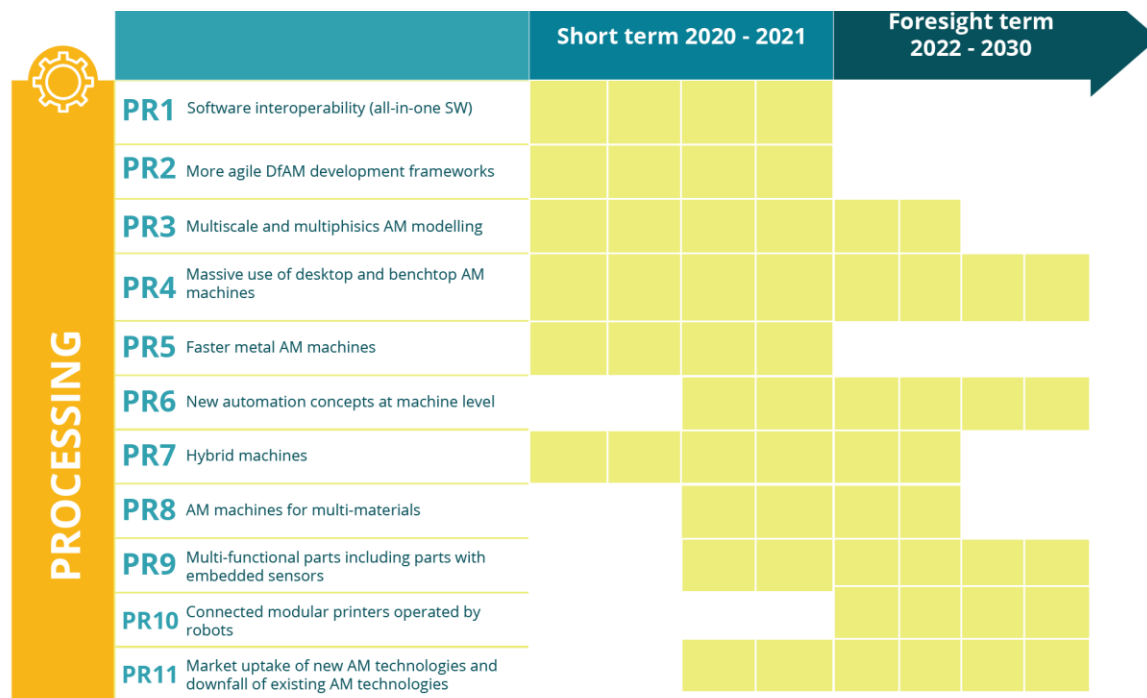 Short term 2020 - 2021
Foresight term
2022 - 2030
PROCESSING
PR1 Software interoperability (all-in-one SW)
PR2 More agile DfAM development frameworks
PR3 Multiscale and multiphisics AM modelling
PR4 Massive use of desktop and benchtop AM
machines
PR5 Faster metal AM machines
PR6 New automation concepts at machine level
PR7 Hybrid machines
PR8 AM machines for multi-materials
PR9 Multi-functional parts including parts with
embedded sensors
PR10 Connected modular printers operated by
robots
PR11 Market uptake of new AM technologies and
downfall of existing AM technologies